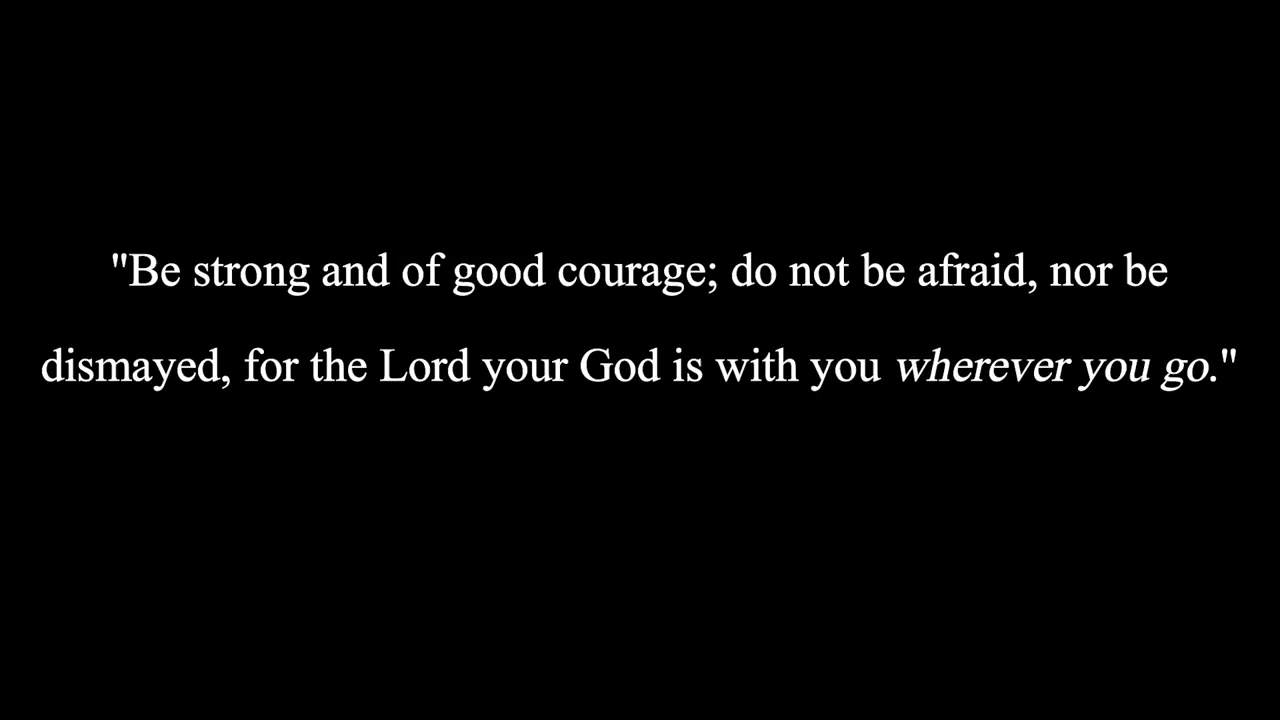 "Be strong and of good courage; do not be afraid, nor be
dismayed, for the Lord your God is with you wherever you go."